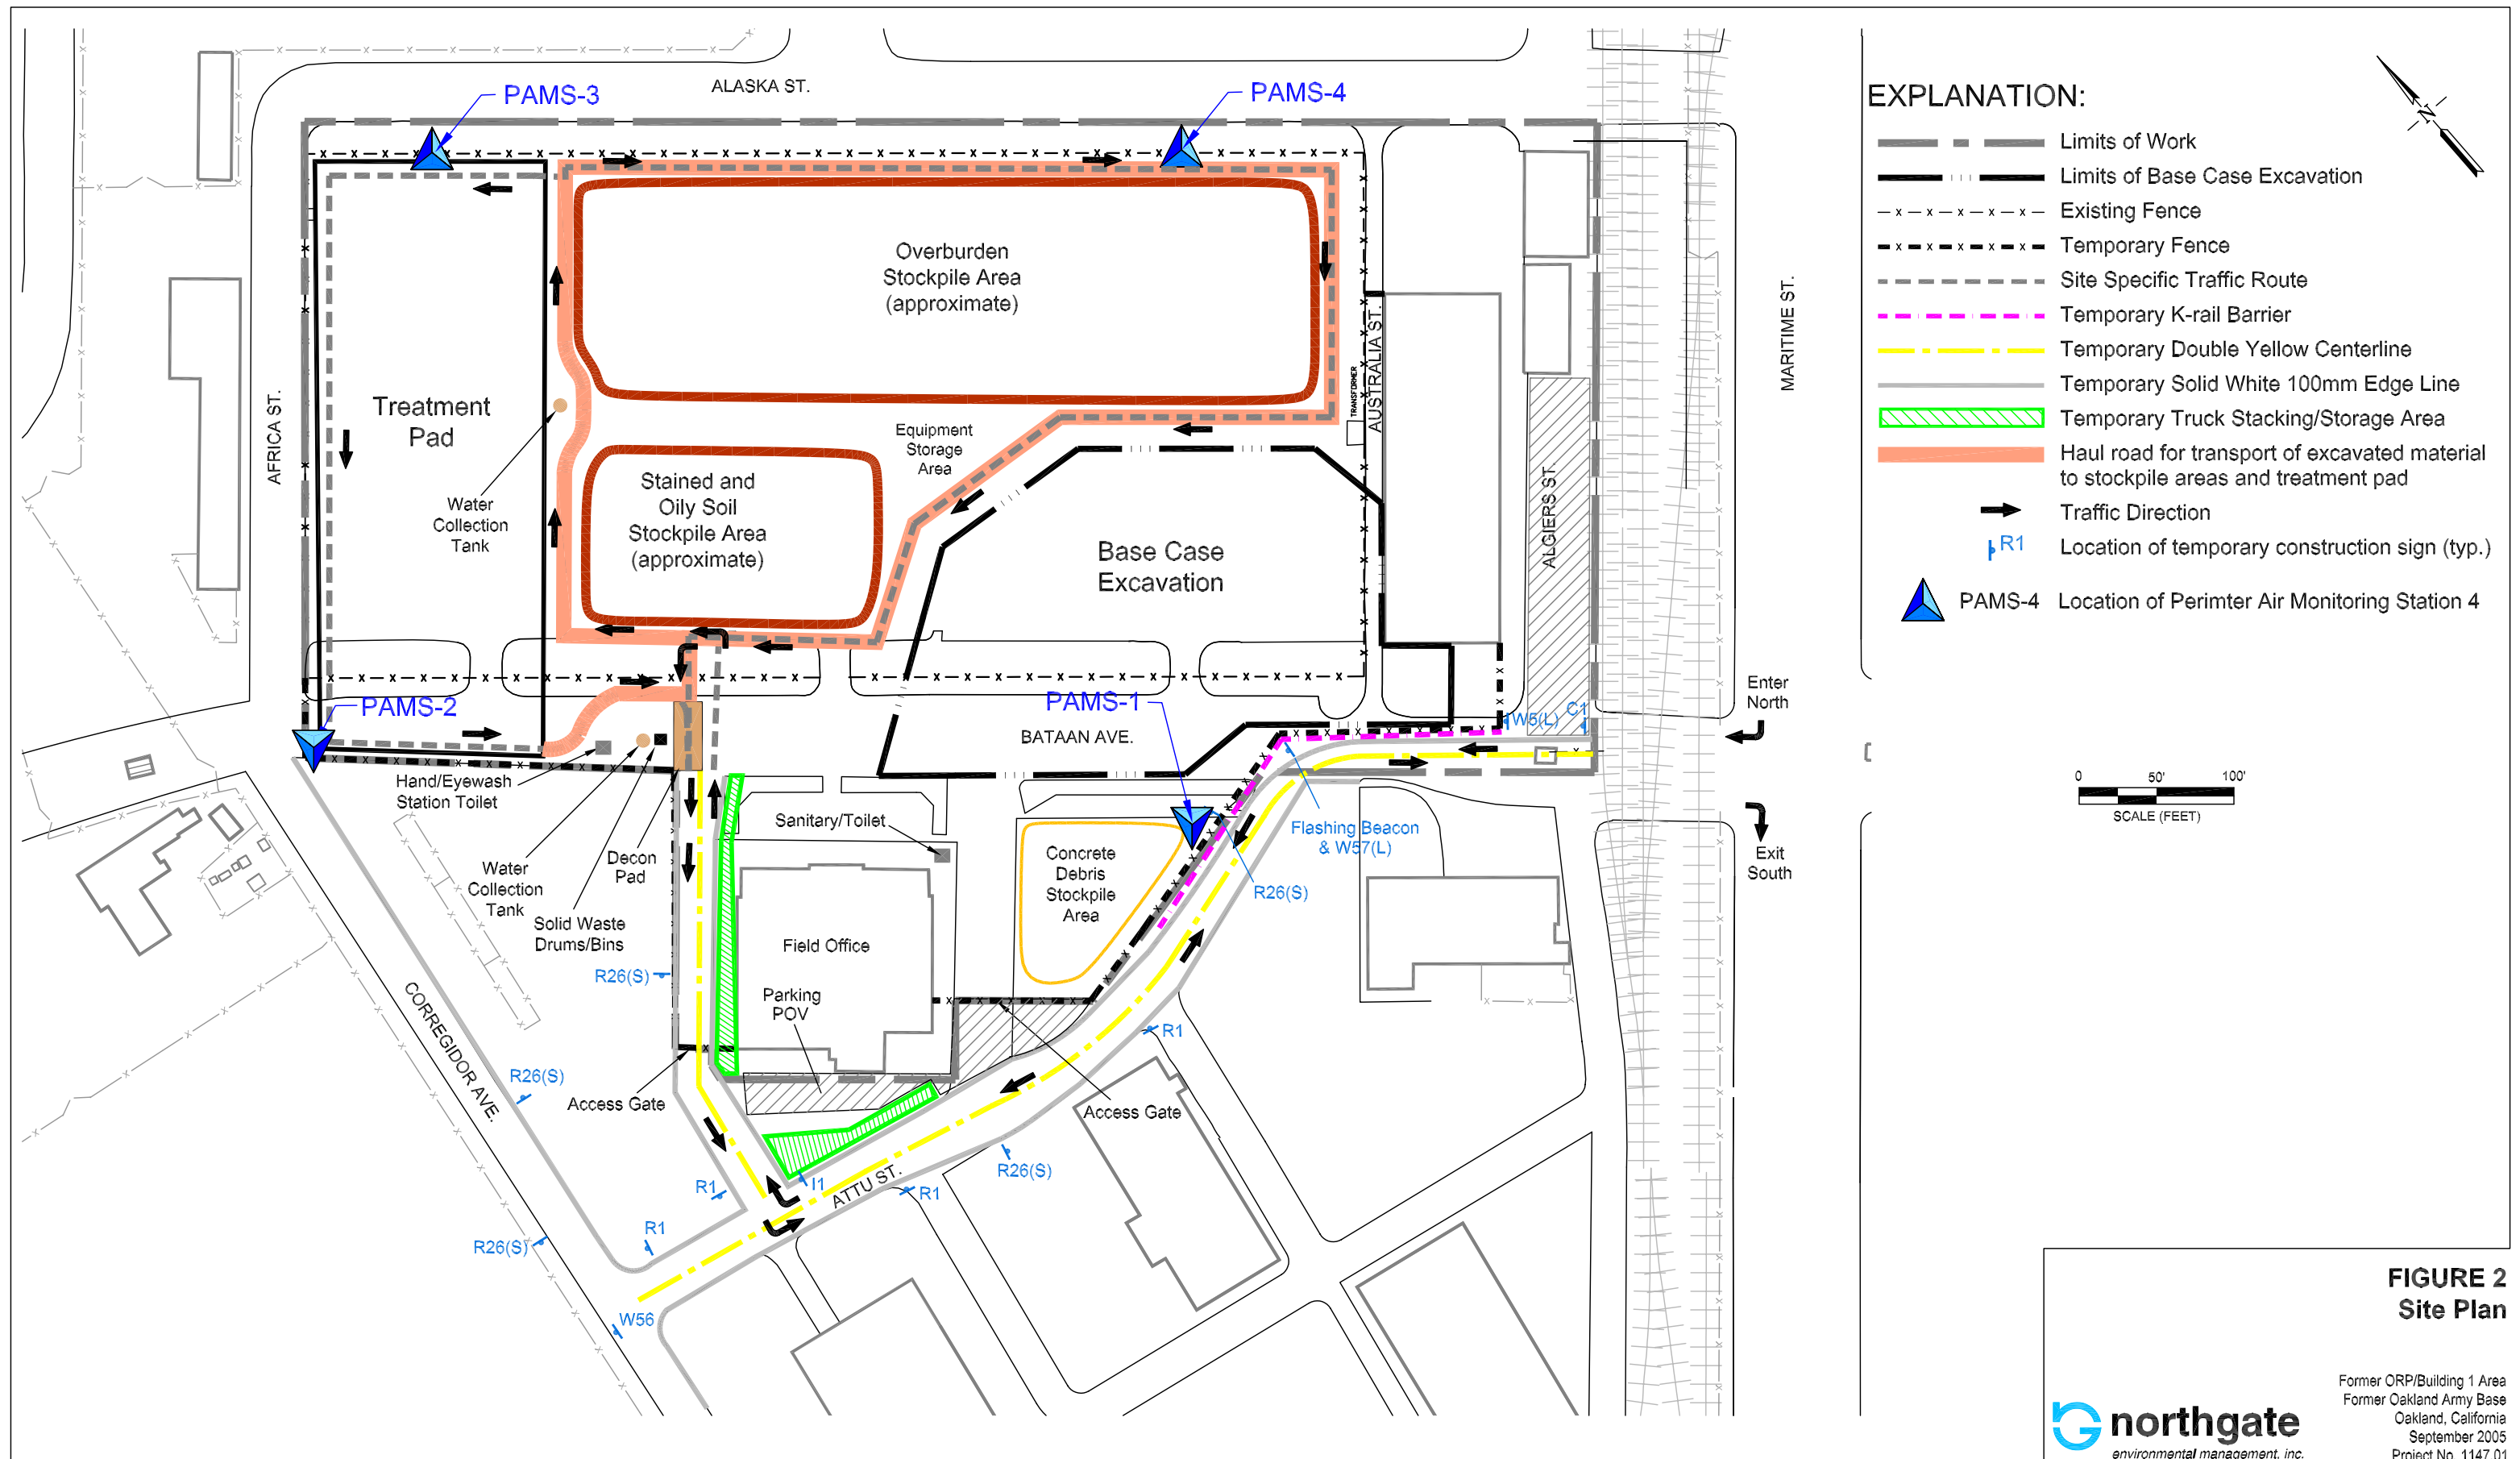 ALASKA ST.
PAMS-3
PAMS-4
EXPLANATION:
Limits of Work
Limits of Base Case Excavation
Existing Fence
Temporary Fence
Site Specific Traffic Route
Temporary K-rail Barrier
Temporary Double Yellow Centerline
Temporary Solid White 100mm Edge Line
Temporary Truck Stacking/Storage Area
Haul road for transport of excavated material
to stockpile areas and treatment pad
Traffic Direction
R1
Location of temporary construction sign (typ.)
PAMS-4
Location of Perimter Air Monitoring Station 4
N
Overburden
Stockpile Area
(approximate)
MARITIME ST.
AFRICA ST.
Treatment
Pad
TRANSFORMER
AUSTRALIA ST.
Equipment
Storage
Area
Stained and
Oily Soil
Stockpile Area
(approximate)
Water
Collection
Tank
ALGIERS ST.
Base Case
Excavation
PAMS-2
PAMS-1
BATAAN AVE.
W5(L)
C1
Enter
North
Exit
South
0 50' 100'
SCALE (FEET)
Hand/Eyewash
Station Toilet
Water
Collection
Tank
Decon
Pad
Solid Waste
Drums/Bins
Sanitary/Toilet
Concrete
Debris
Stockpile
Area
Flashing Beacon
& W57(L)
R26(S)
Field Office
R26(S)
Parking
POV
R1
CORREGIDOR AVE.
R26(S)
Access Gate
Access Gate
R26(S)
R1
I1
ATTU ST.
R1
R1
R26(S)
W56
FIGURE 2
Site Plan
Former ORP/Building 1 Area
Former Oakland Army Base
Oakland, California
September 2005
Project No. 1147.01
northgate
environmental management, inc.